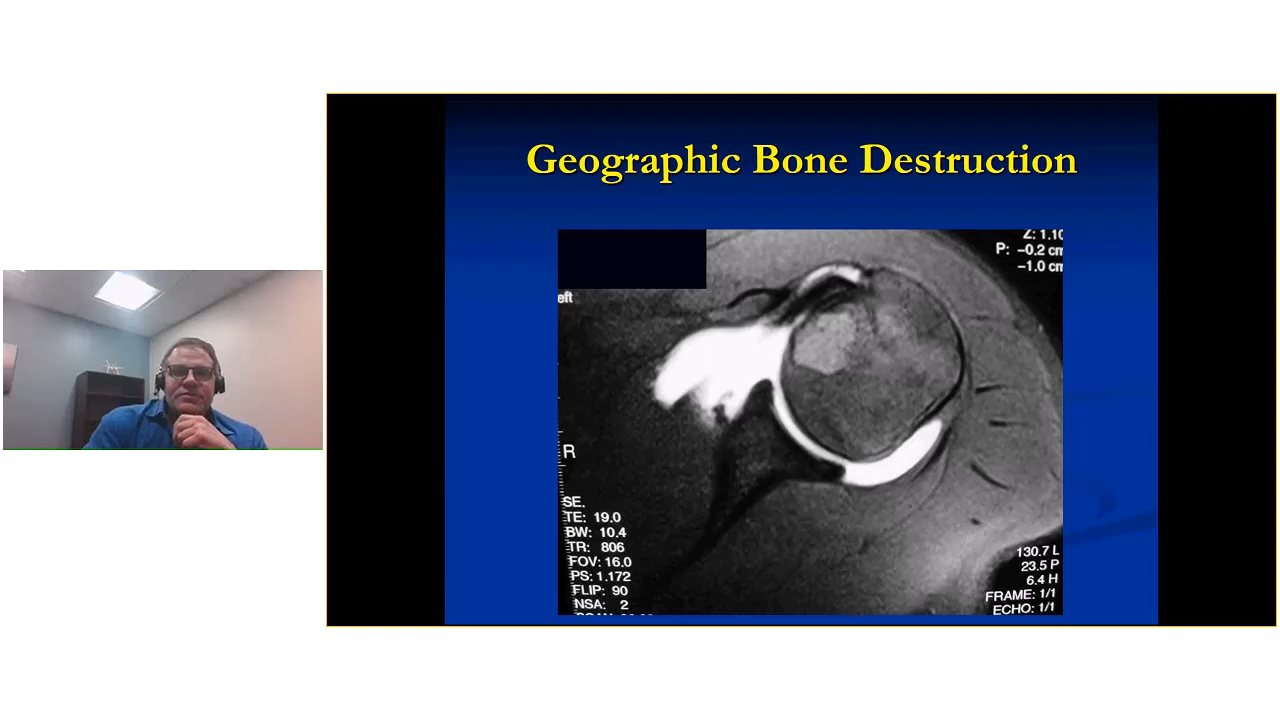 Geographic Bone Destruction
Z: 1.10
P: -0.2 cm
-1.0 cm
eft
R
SE.
TE: 19.0
BW: 10.4
TR: 806
FOV: 16.0
PS: 1.172
FLIP: 90
NSA: 2
130.7 L
23.5 P
6.4 H
FRAME: 1/1
ECHO: 1/1